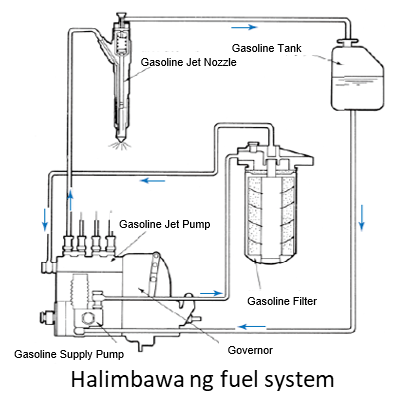 Gasoline Tank
Gasoline Jet Nozzle
Gasoline Jet Pump
Gasoline Filter
Governor
Gasoline Supply Pump
Halimbawa ng fuel system